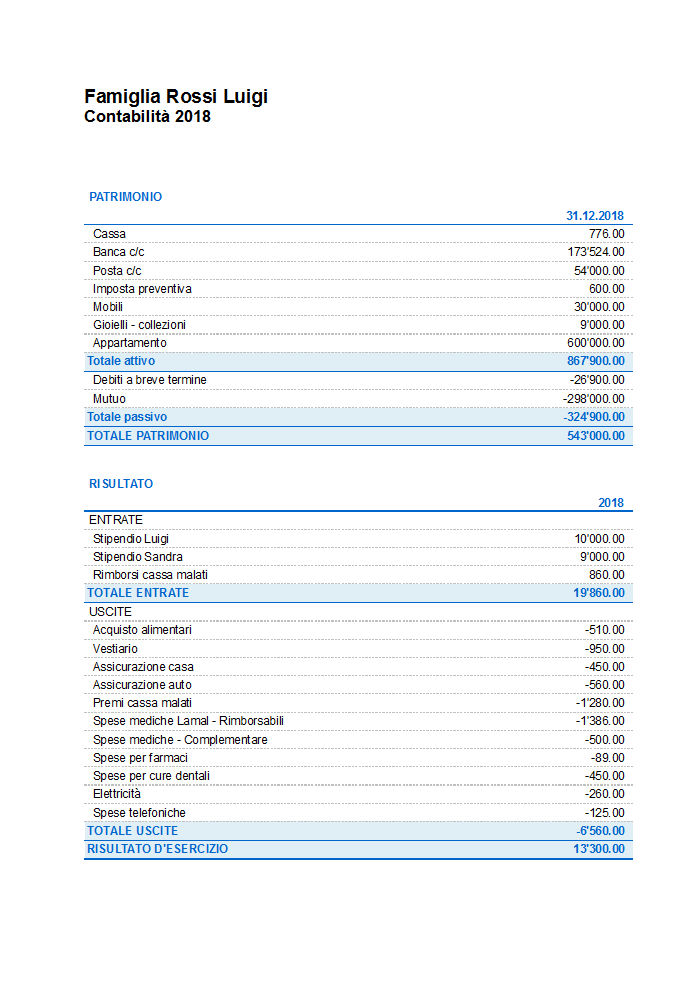 Famiglia Rossi Luigi
Contabilità 2018
PATRIMONIO
31.12.2018
Cassa 776.00
Banca c/c 173'524.00
Posta c/c 54'000.00
Imposta preventiva 600.00
Mobili 30'000.00
Gioielli - collezioni 9'000.00
Appartamento 600'000.00
Totale attivo 867'900.00
Debiti a breve termine -26'900.00
Mutuo -298'000.00
Totale passivo -324'900.00
TOTALE PATRIMONIO 543'000.00
RISULTATO
2018
ENTRATE
Stipendio Luigi 10'000.00
Stipendio Sandra 9'000.00
Rimborsi cassa malati 860.00
TOTALE ENTRATE 19'860.00
USCITE
Acquisto alimentari -510.00
Vestiario -950.00
Assicurazione casa -450.00
Assicurazione auto -560.00
Premi cassa malati -1'280.00
Spese mediche Lamal - Rimborsabili -1'386.00
Spese mediche - Complementare -500.00
Spese per farmaci -89.00
Spese per cure dentali -450.00
Elettricità -260.00
Spese telefoniche -125.00
TOTALE USCITE -6'560.00
RISULTATO D'ESERCIZIO 13'300.00